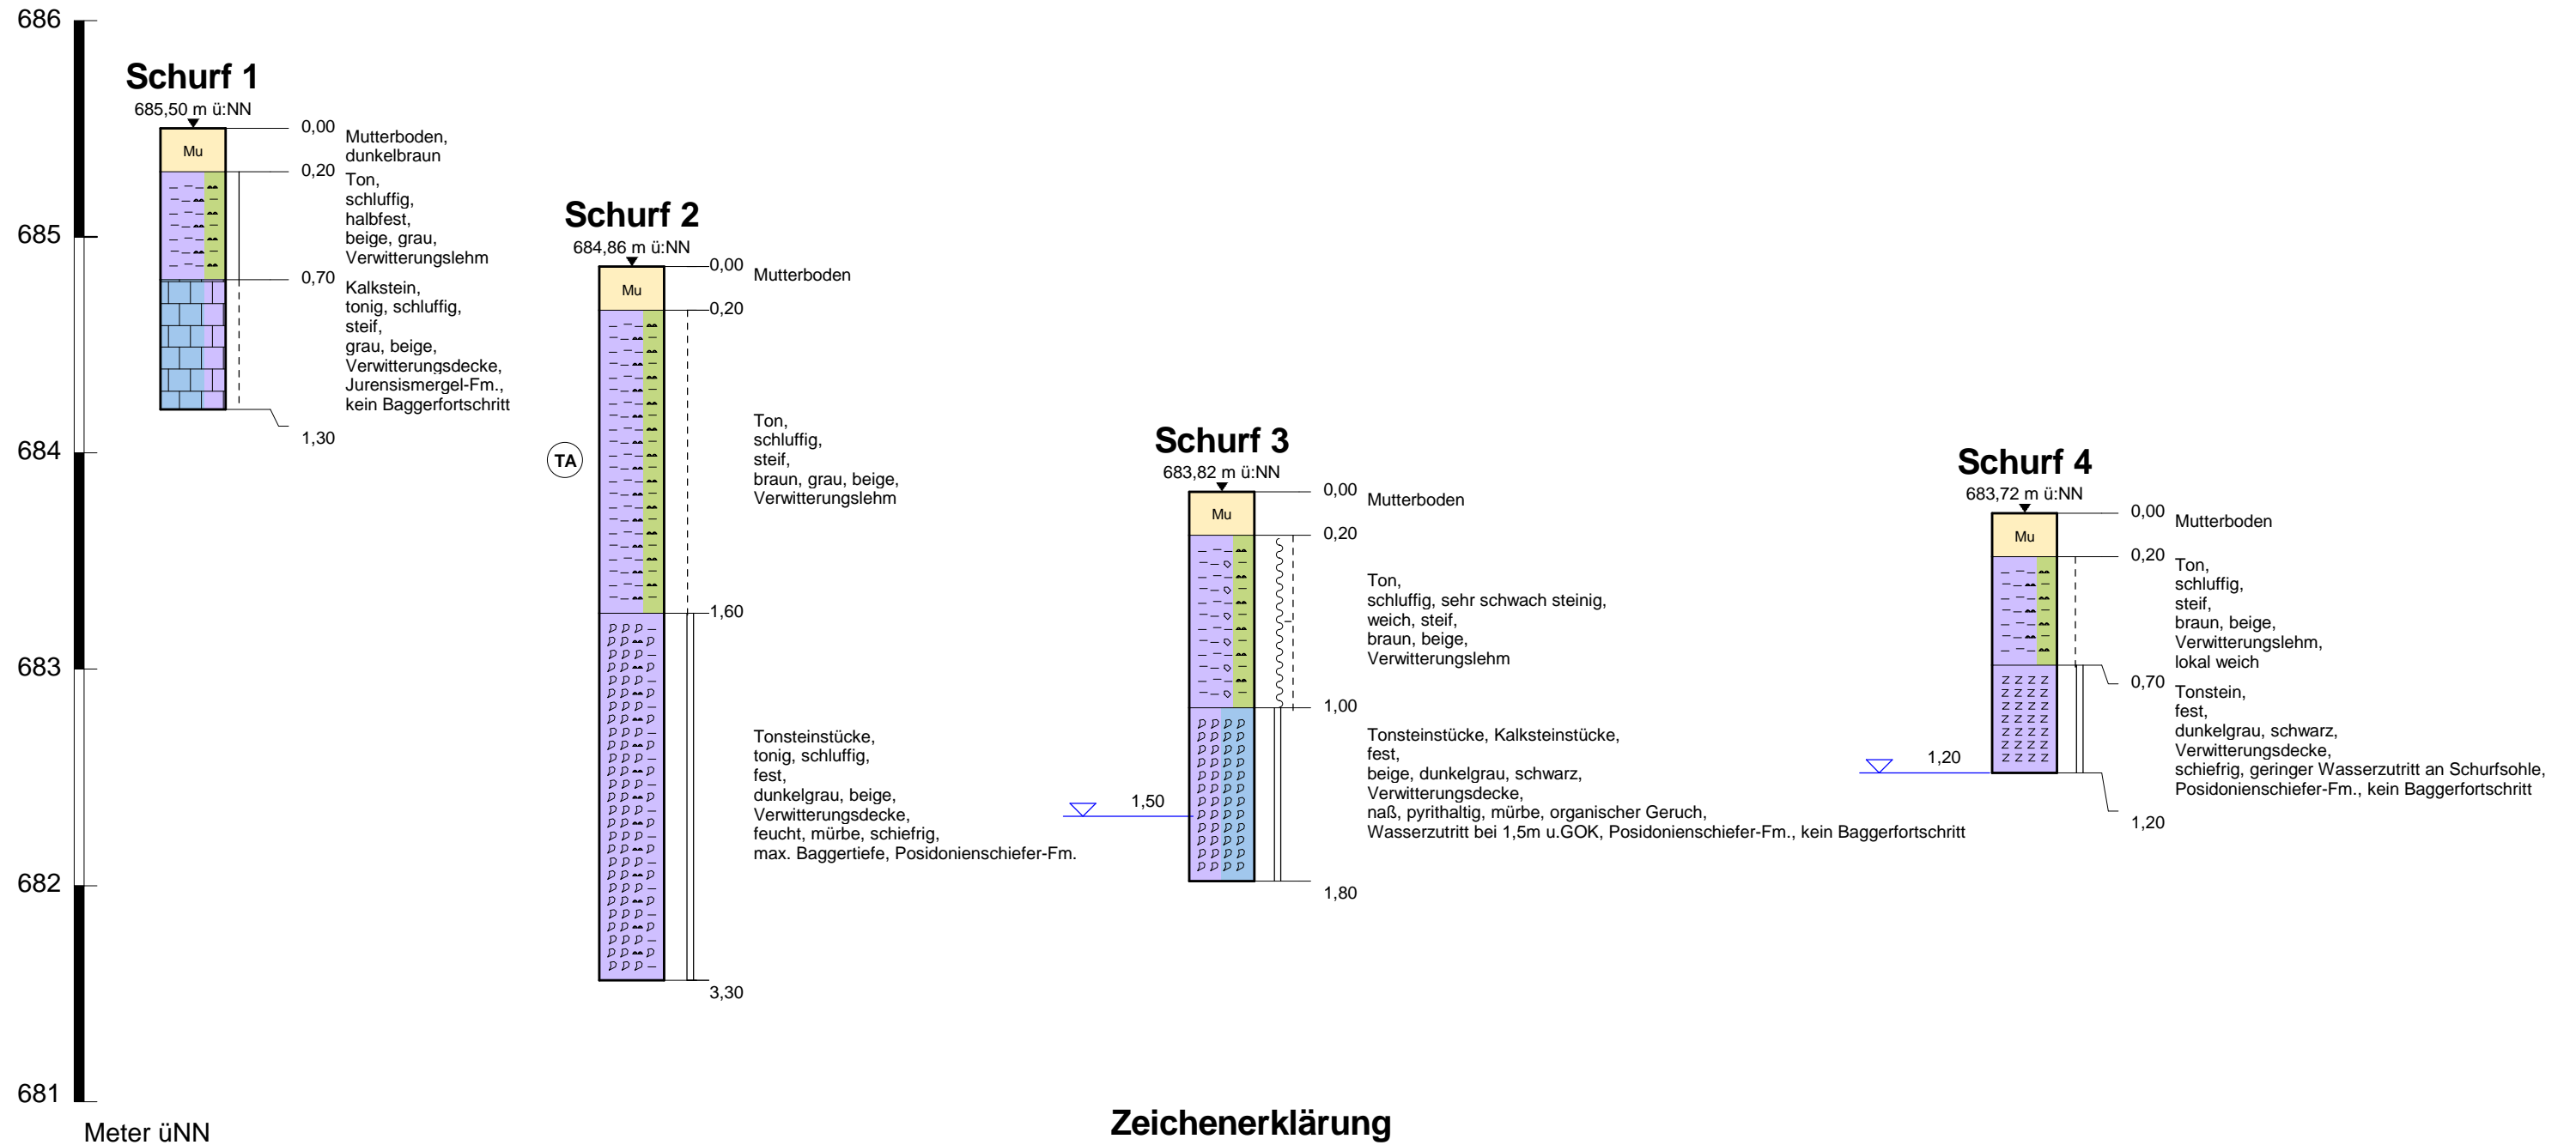 686
685
684
683
682
681
Meter üNN
Schurf 1
685,50 m ü:NN
Mu
0,00
Mutterboden,
dunkelbraun
0,20
Ton,
schluffig,
halbfest,
beige, grau,
Verwitterungslehm
0,70
Kalkstein,
tonig, schluffig,
steif,
grau, beige,
Verwitterungsdecke,
Jurensismergel-Fm.,
kein Baggerfortschritt
1,30
Schurf 2
684,86 m ü:NN
Mu
0,00
Mutterboden
0,20
TA
Ton,
schluffig,
steif,
braun, grau, beige,
Verwitterungslehm
1,60
Tonsteinstücke,
tonig, schluffig,
fest,
dunkelgrau, beige,
Verwitterungsdecke,
feucht, mürbe, schiefrig,
max. Baggertiefe, Posidonienschiefer-Fm.
3,30
Schurf 3
683,82 m ü:NN
Mu
0,00
Mutterboden
0,20
Ton,
schluffig, sehr schwach steinig,
weich, steif,
braun, beige,
Verwitterungslehm
1,00
Tonsteinstücke, Kalksteinstücke,
fest,
beige, dunkelgrau, schwarz,
Verwitterungsdecke,
naß, pyrithaltig, mürbe, organischer Geruch,
Wasserzutritt bei 1,5m u.GOK, Posidonienschiefer-Fm., kein Baggerfortschritt
1,50
1,80
Schurf 4
683,72 m ü:NN
Mu
0,00
Mutterboden
0,20
Ton,
schluffig,
steif,
braun, beige,
Verwitterungslehm,
lokal weich
0,70
Tonstein,
fest,
dunkelgrau, schwarz,
Verwitterungsdecke,
schiefrig, geringer Wasserzutritt an Schurfsohle,
Posidonienschiefer-Fm., kein Baggerfortschritt
1,20
1,20
Zeichenerklärung